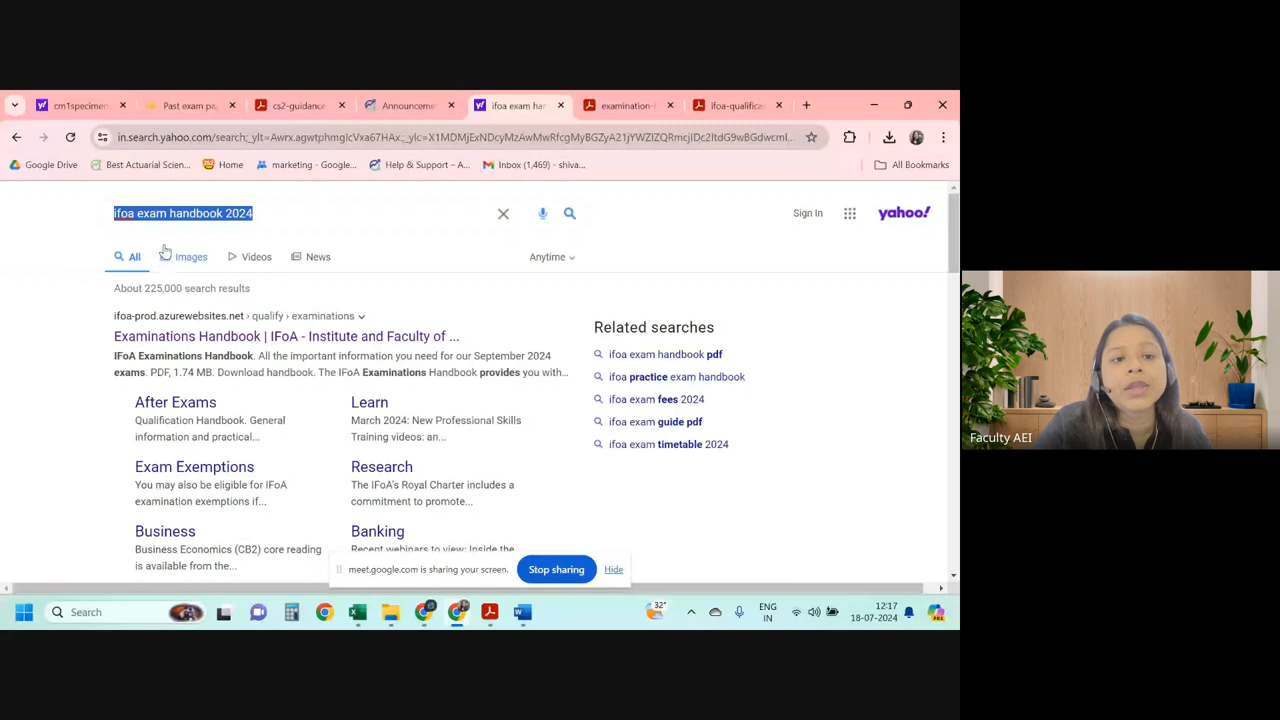 cm1specimen
Past exam pa
cs2-guidance
Announceme
ifoa exam har
examination-
ifoa-qualifica
in.search.yahoo.com/search;_ylt=Awrx.agwtphmgIcVxa67HAx.;_ylc=X1MDMjExNDcyMzAwMwRfcgMyBGZyA21jYWZlZQRmcjIDc2ItdG9wBGdwcml...
Google Drive
Best Actuarial Scien...
Home
marketing - Google...
Help & Support – A...
Inbox (1,469) - shiva...
All Bookmarks
ifoa exam handbook 2024
Sign In
yahoo!
All
Images
Videos
News
Anytime
About 225,000 search results
ifoa-prod.azurewebsites.net › qualify › examinations
Examinations Handbook | IFoA - Institute and Faculty of ...
IFoA Examinations Handbook. All the important information you need for our September 2024
exams. PDF, 1.74 MB. Download handbook. The IFoA Examinations Handbook provides you with...
After Exams
Qualification Handbook. General
information and practical...
Learn
March 2024: New Professional Skills
Training videos: an...
Exam Exemptions
You may also be eligible for IFoA
examination exemptions if...
Research
The IFoA's Royal Charter includes a
commitment to promote...
Business
Business Economics (CB2) core reading
is available from the...
Banking
Recent webinars to view: Inside the
Related searches
ifoa exam handbook pdf
ifoa practice exam handbook
ifoa exam fees 2024
ifoa exam guide pdf
ifoa exam timetable 2024
meet.google.com is sharing your screen.
Stop sharing
Hide
Faculty AEI
Search
32°
ENG
IN
12:17
18-07-2024